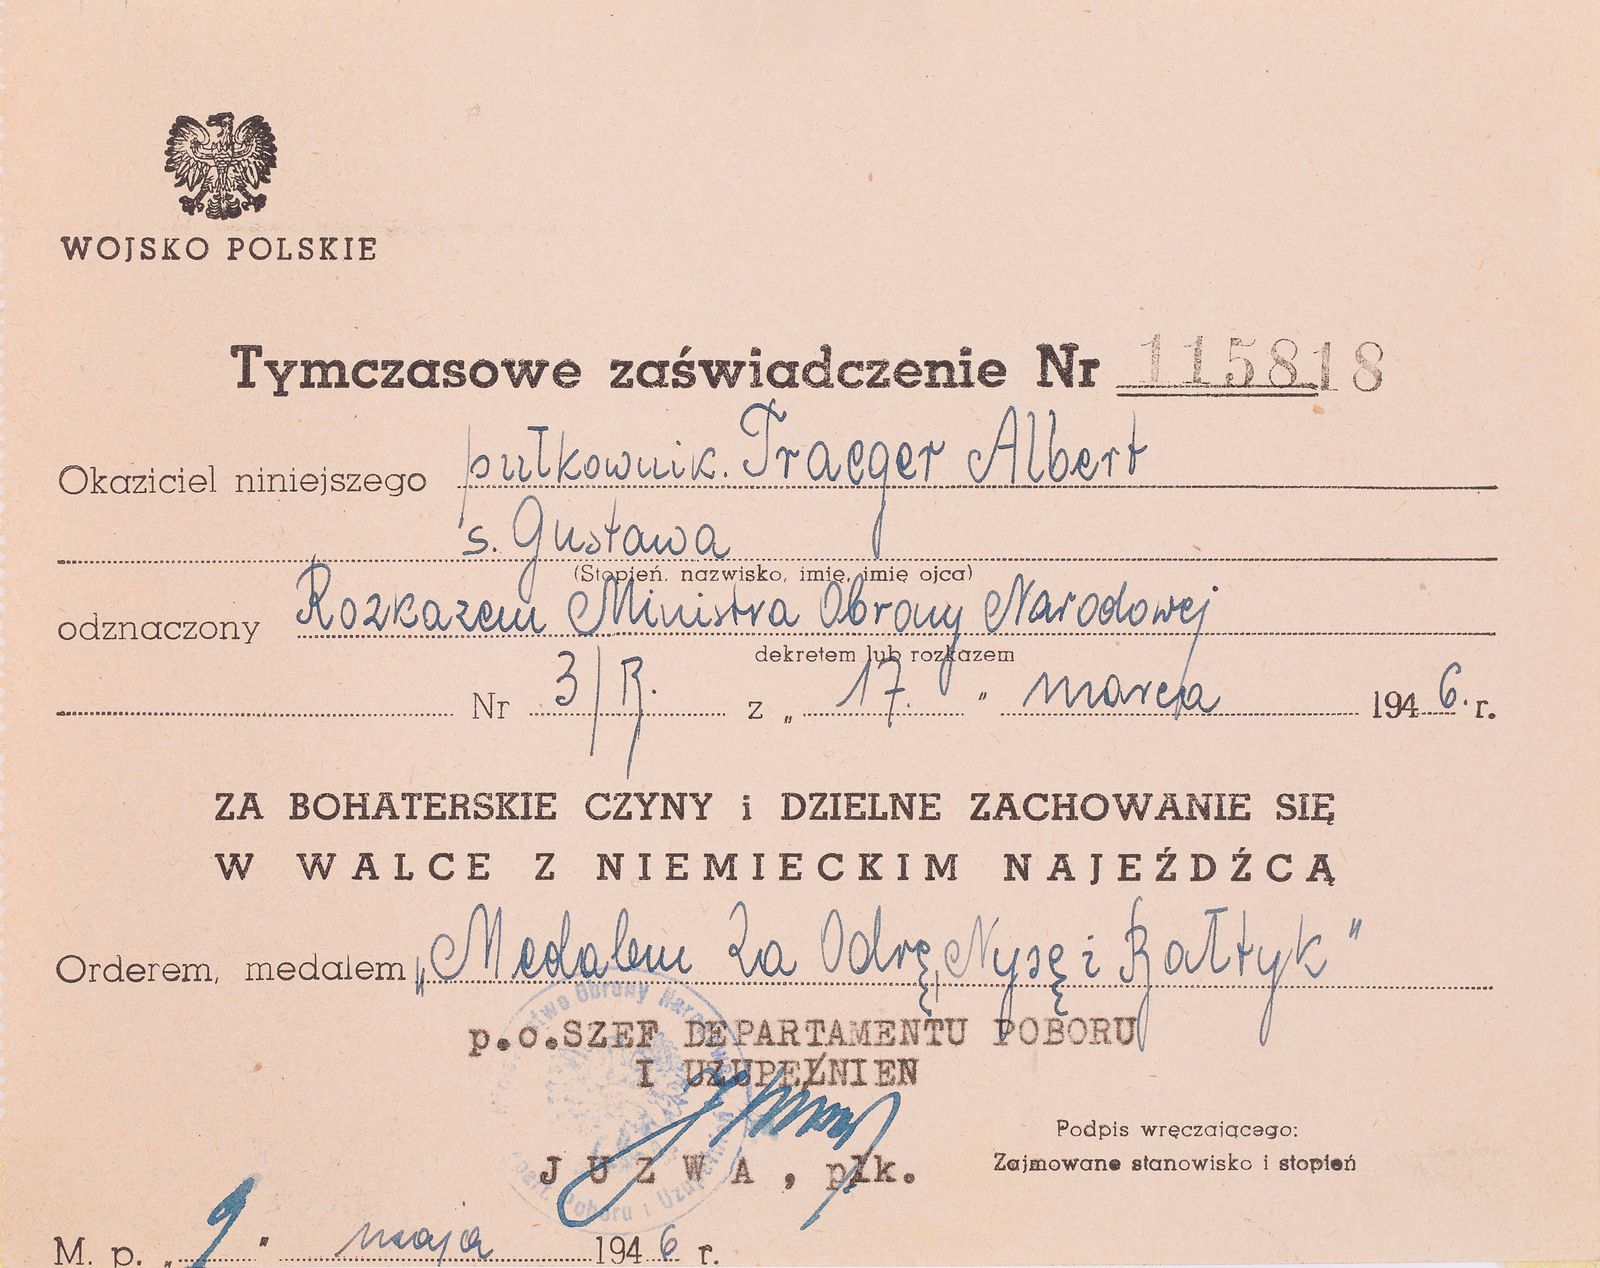 WOJSKO POLSKIE
Tymczasowe zaświadczenie Nr 115818
Okaziciel niniejszego pułkownik. Traeger Albert
s. Gustawa
(Stopień, nazwisko, imię, imię ojca)
odznaczony Rozkazem Ministra Obrony Narodowej
dekretem lub rozkazem
Nr 3/R. z „ 17. " marca 1946. r.
ZA BOHATERSKIE CZYNY i DZIELNE ZACHOWANIE SIĘ
W WALCE Z NIEMIECKIM NAJEŹDŹCĄ
Orderem, medalem „Medalem Za Odrę, Nysę i Bałtyk"
p.o.SZEF DEPARTAMENTU POBORU
I UZUPEŁNIEN
Podpis wręczającego:
JUZWA, płk.
Zajmowane stanowisko i stopień
M. p. „ 9 " maja 1946 r.
Obrony
Poboru i